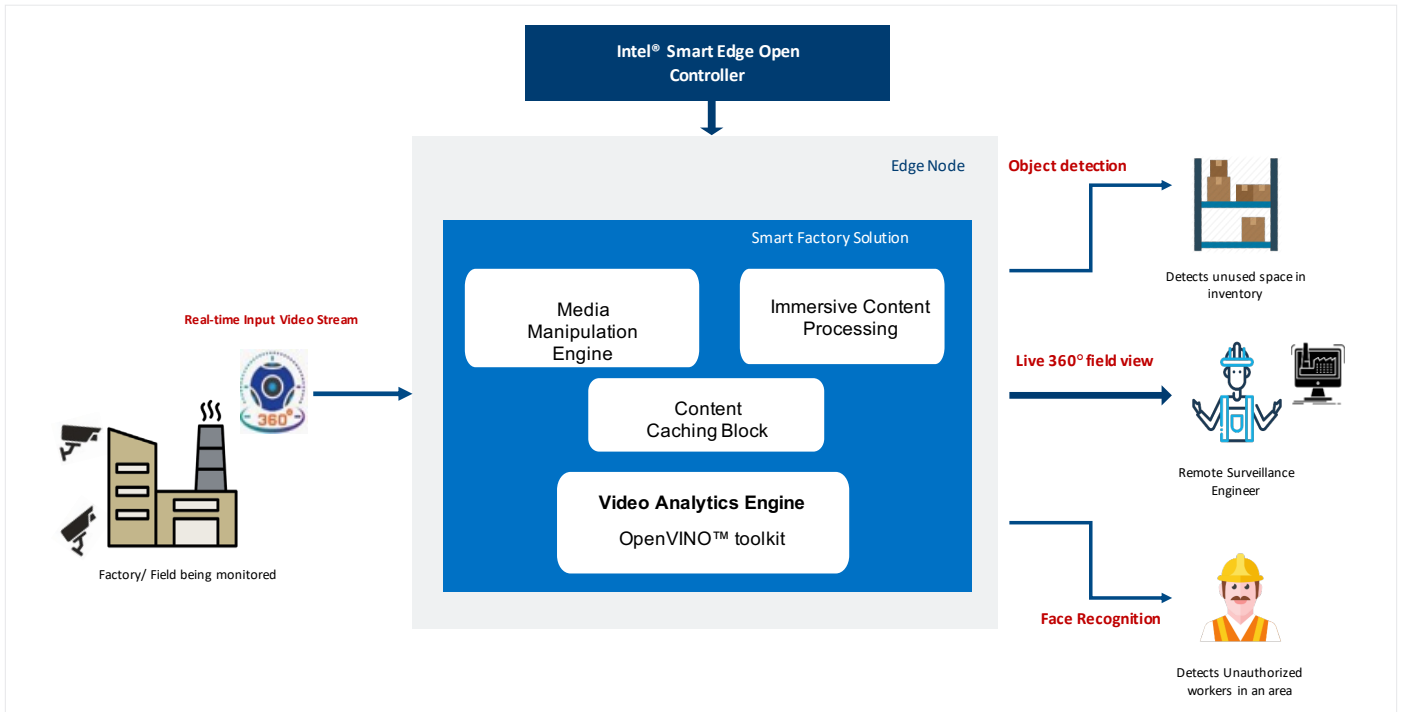 Intel® Smart Edge Open
Controller
Edge Node
Smart Factory Solution
Media
Manipulation
Engine
Immersive Content
Processing
Content
Caching Block
Video Analytics Engine
OpenVINO™ toolkit
Real-time Input Video Stream
360°
Factory/ Field being monitored
Object detection
Detects unused space in
inventory
Live 360° field view
Remote Surveillance
Engineer
Face Recognition
Detects Unauthorized
workers in an area